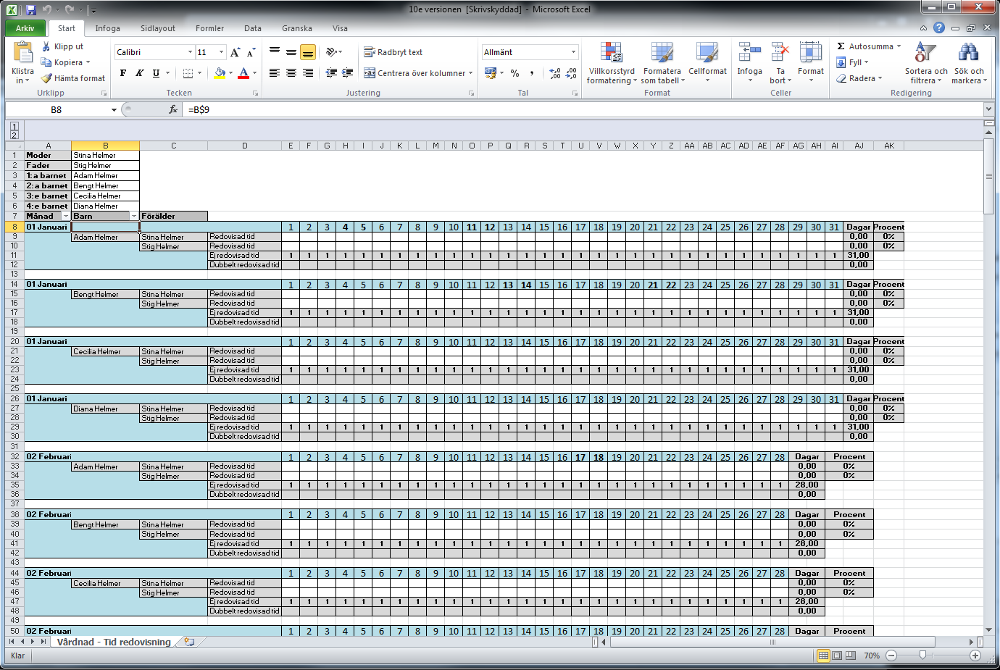 10e versionen  [Skrivskyddad]  -  Microsoft Excel
Arkiv Start Infoga Sidlayout Formler Data Granska Visa
Klistra in
Klipp ut
Kopiera
Hämta format
Urklipp
Calibri 11
F K U
Tecken
Radbryt text
Centrera över kolumner
Justering
Allmänt
%
Tal
Villkorsstyrd formatering
Formatera som tabell
Cellformat
Format
Infoga
Ta bort
Format
Celler
Autosumma
Fyll
Radera
Sortera och filtrera
Sök och markera
Redigering
B8 fx =B$9
1
2
A B C D E F G H I J K L M N O P Q R S T U V W X Y Z AA AB AC AD AE AF AG AH AI AJ AK
1 Moder Stina Helmer
2 Fader Stig Helmer
3 1:a barnet Adam Helmer
4 2:a barnet Bengt Helmer
5 3:e barnet Cecilia Helmer
6 4:e barnet Diana Helmer
7 Månad Barn Förälder
8 01 Januari 1 2 3 4 5 6 7 8 9 10 11 12 13 14 15 16 17 18 19 20 21 22 23 24 25 26 27 28 29 30 31 Dagar Procent
9 Adam Helmer Stina Helmer Redovisad tid 0,00 0%
10 Stig Helmer Redovisad tid 0,00 0%
11 Ej redovisad tid 1 1 1 1 1 1 1 1 1 1 1 1 1 1 1 1 1 1 1 1 1 1 1 1 1 1 1 1 1 1 1 31,00
12 Dubbelt redovisad tid 0,00
13
14 01 Januari 1 2 3 4 5 6 7 8 9 10 11 12 13 14 15 16 17 18 19 20 21 22 23 24 25 26 27 28 29 30 31 Dagar Procent
15 Bengt Helmer Stina Helmer Redovisad tid 0,00 0%
16 Stig Helmer Redovisad tid 0,00 0%
17 Ej redovisad tid 1 1 1 1 1 1 1 1 1 1 1 1 1 1 1 1 1 1 1 1 1 1 1 1 1 1 1 1 1 1 1 31,00
18 Dubbelt redovisad tid 0,00
19
20 01 Januari 1 2 3 4 5 6 7 8 9 10 11 12 13 14 15 16 17 18 19 20 21 22 23 24 25 26 27 28 29 30 31 Dagar Procent
21 Cecilia Helmer Stina Helmer Redovisad tid 0,00 0%
22 Stig Helmer Redovisad tid 0,00 0%
23 Ej redovisad tid 1 1 1 1 1 1 1 1 1 1 1 1 1 1 1 1 1 1 1 1 1 1 1 1 1 1 1 1 1 1 1 31,00
24 Dubbelt redovisad tid 0,00
25
26 01 Januari 1 2 3 4 5 6 7 8 9 10 11 12 13 14 15 16 17 18 19 20 21 22 23 24 25 26 27 28 29 30 31 Dagar Procent
27 Diana Helmer Stina Helmer Redovisad tid 0,00 0%
28 Stig Helmer Redovisad tid 0,00 0%
29 Ej redovisad tid 1 1 1 1 1 1 1 1 1 1 1 1 1 1 1 1 1 1 1 1 1 1 1 1 1 1 1 1 1 1 1 31,00
30 Dubbelt redovisad tid 0,00
31
32 02 Februari 1 2 3 4 5 6 7 8 9 10 11 12 13 14 15 16 17 18 19 20 21 22 23 24 25 26 27 28 Dagar Procent
33 Adam Helmer Stina Helmer Redovisad tid 0,00 0%
34 Stig Helmer Redovisad tid 0,00 0%
35 Ej redovisad tid 1 1 1 1 1 1 1 1 1 1 1 1 1 1 1 1 1 1 1 1 1 1 1 1 1 1 1 1 28,00
36 Dubbelt redovisad tid 0,00
37
38 02 Februari 1 2 3 4 5 6 7 8 9 10 11 12 13 14 15 16 17 18 19 20 21 22 23 24 25 26 27 28 Dagar Procent
39 Bengt Helmer Stina Helmer Redovisad tid 0,00 0%
40 Stig Helmer Redovisad tid 0,00 0%
41 Ej redovisad tid 1 1 1 1 1 1 1 1 1 1 1 1 1 1 1 1 1 1 1 1 1 1 1 1 1 1 1 1 28,00
42 Dubbelt redovisad tid 0,00
43
44 02 Februari 1 2 3 4 5 6 7 8 9 10 11 12 13 14 15 16 17 18 19 20 21 22 23 24 25 26 27 28 Dagar Procent
45 Cecilia Helmer Stina Helmer Redovisad tid 0,00 0%
46 Stig Helmer Redovisad tid 0,00 0%
47 Ej redovisad tid 1 1 1 1 1 1 1 1 1 1 1 1 1 1 1 1 1 1 1 1 1 1 1 1 1 1 1 1 28,00
48 Dubbelt redovisad tid 0,00
49
50 02 Februari 1 2 3 4 5 6 7 8 9 10 11 12 13 14 15 16 17 18 19 20 21 22 23 24 25 26 27 28 Dagar Procent
Vårdnad - Tid redovisning
Klar 70%